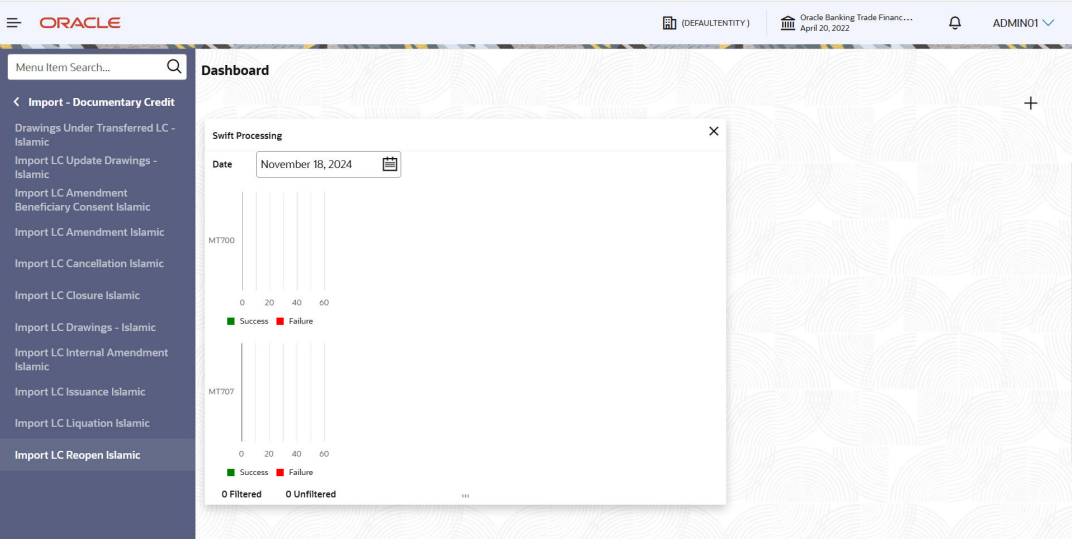 ORACLE
(DEFAULTENTITY )
Oracle Banking Trade Financ...
April 20, 2022
ADMIN01
Menu Item Search...
Import - Documentary Credit
Drawings Under Transferred LC -
Islamic
Import LC Update Drawings -
Islamic
Import LC Amendment
Beneficiary Consent Islamic
Import LC Amendment Islamic
Import LC Cancellation Islamic
Import LC Closure Islamic
Import LC Drawings - Islamic
Import LC Internal Amendment
Islamic
Import LC Issuance Islamic
Import LC Liquation Islamic
Import LC Reopen Islamic
Dashboard
Swift Processing
Date November 18, 2024
MT700
0 20 40 60
Success Failure
MT707
0 20 40 60
Success Failure
0 Filtered 0 Unfiltered